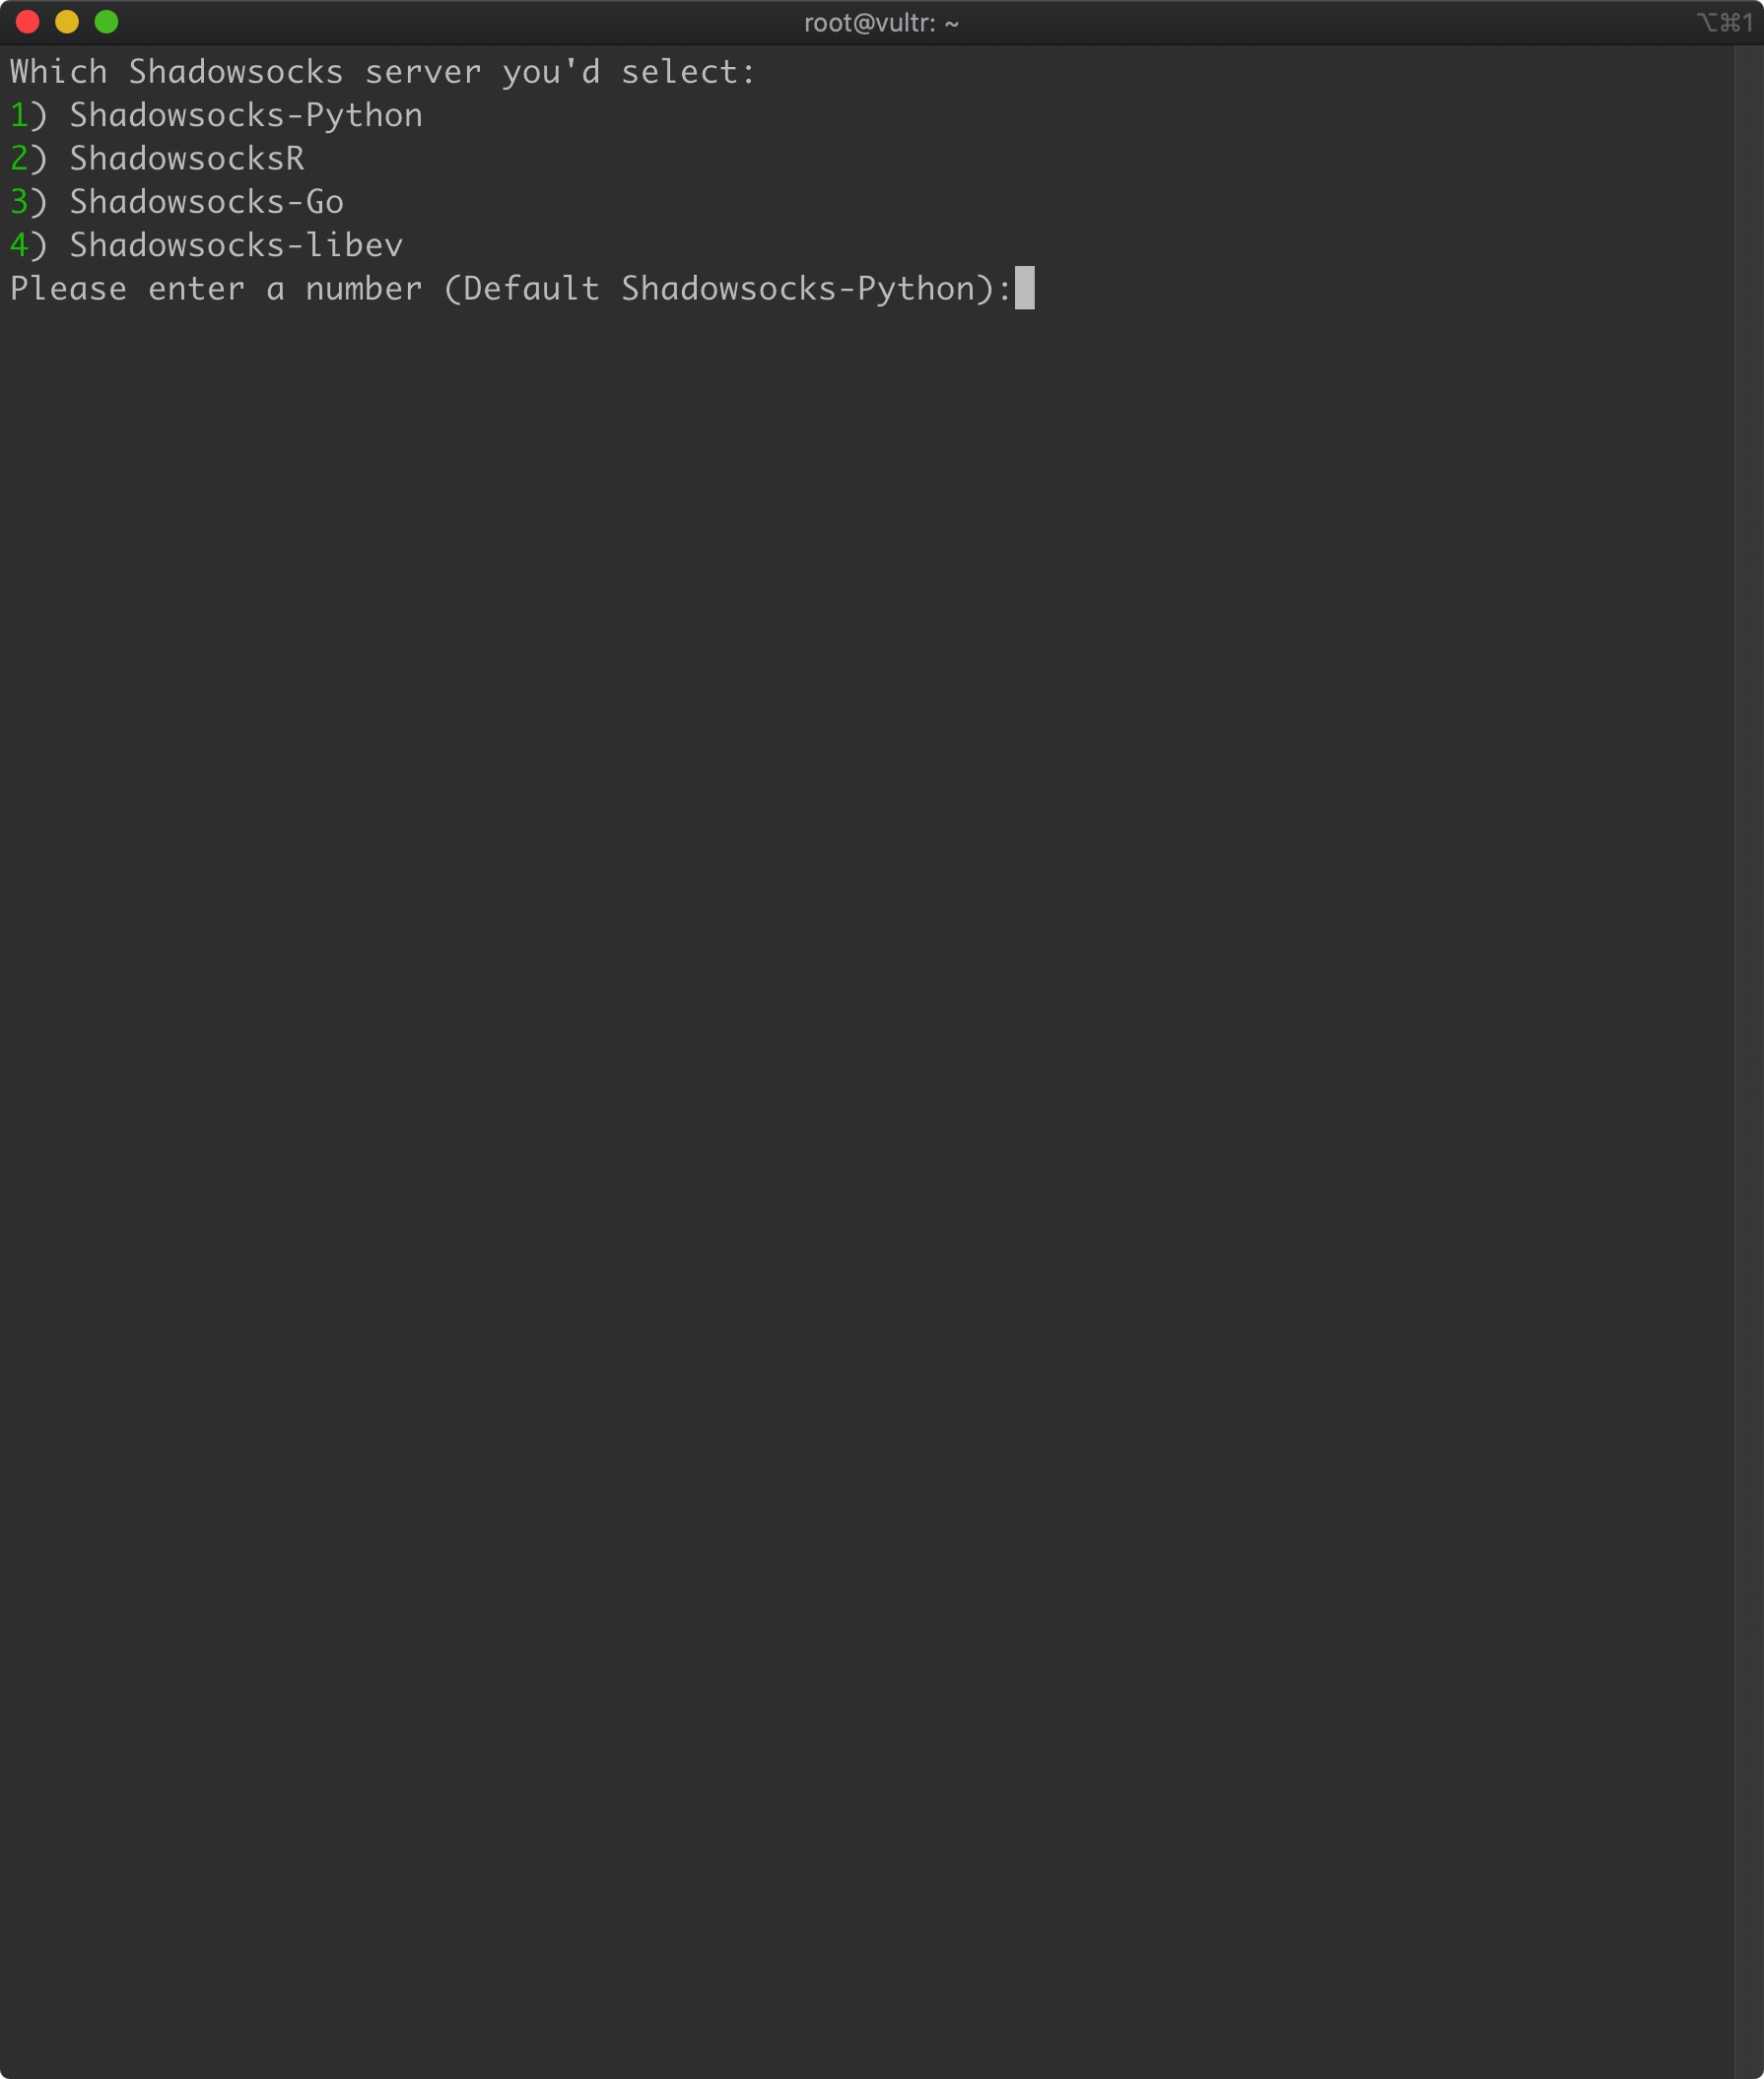 root@vultr: ~
⌥⌘1
Which Shadowsocks server you'd select:
1) Shadowsocks-Python
2) ShadowsocksR
3) Shadowsocks-Go
4) Shadowsocks-libev
Please enter a number (Default Shadowsocks-Python):